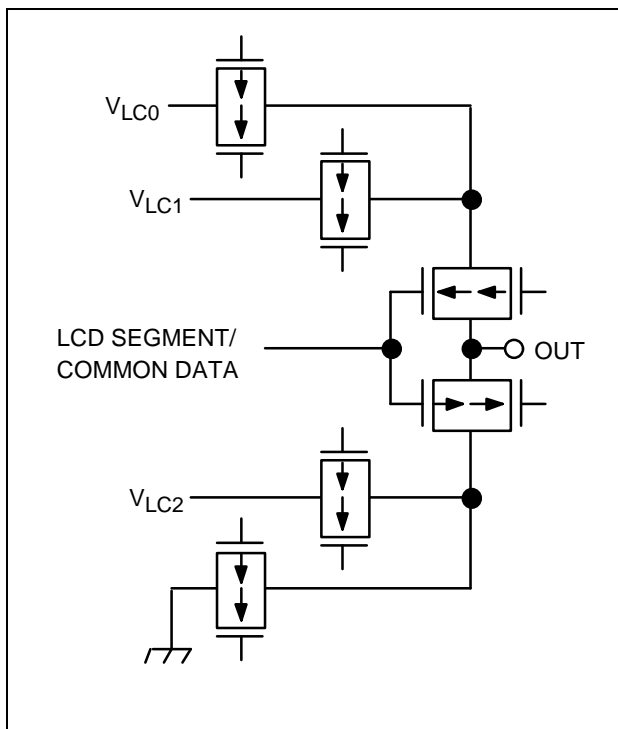 VLC0
VLC1
LCD SEGMENT/
COMMON DATA
OUT
VLC2